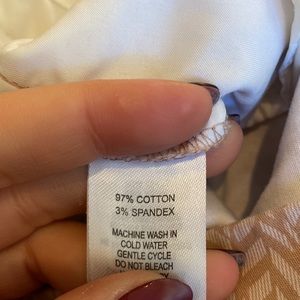 97% COTTON
3% SPANDEX
MACHINE WASH IN
COLD WATER
GENTLE CYCLE
DO NOT BLEACH